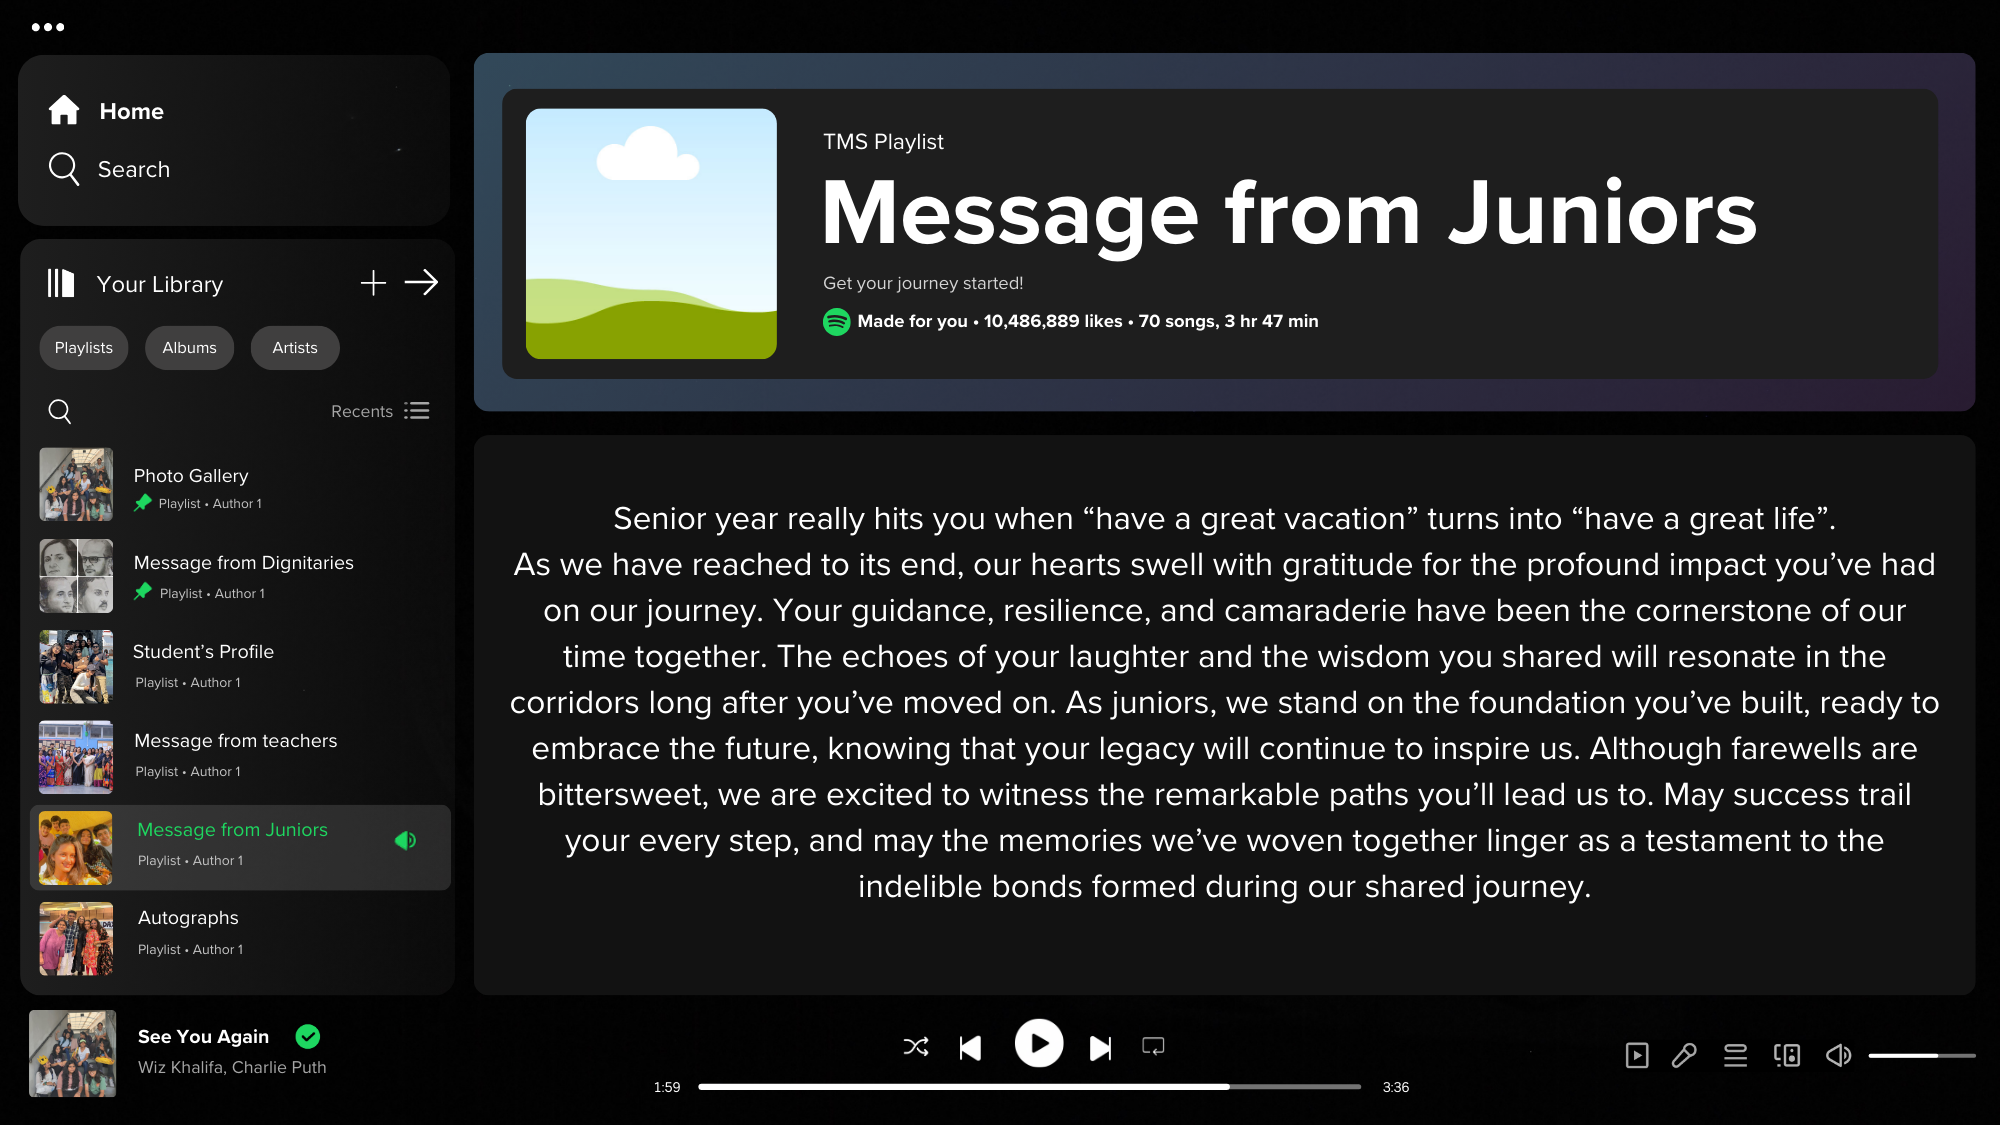 Home
Search
Your Library
Playlists
Albums
Artists
Recents
Photo Gallery
Playlist • Author 1
Message from Dignitaries
Playlist • Author 1
Student’s Profile
Playlist • Author 1
Message from teachers
Playlist • Author 1
Message from Juniors
Playlist • Author 1
Autographs
Playlist • Author 1
TMS Playlist
Message from Juniors
Get your journey started!
Made for you • 10,486,889 likes • 70 songs, 3 hr 47 min
Senior year really hits you when “have a great vacation” turns into “have a great life”.
As we have reached to its end, our hearts swell with gratitude for the profound impact you’ve had
on our journey. Your guidance, resilience, and camaraderie have been the cornerstone of our
time together. The echoes of your laughter and the wisdom you shared will resonate in the
corridors long after you’ve moved on. As juniors, we stand on the foundation you’ve built, ready to
embrace the future, knowing that your legacy will continue to inspire us. Although farewells are
bittersweet, we are excited to witness the remarkable paths you’ll lead us to. May success trail
your every step, and may the memories we’ve woven together linger as a testament to the
indelible bonds formed during our shared journey.
See You Again
Wiz Khalifa, Charlie Puth
1:59
3:36